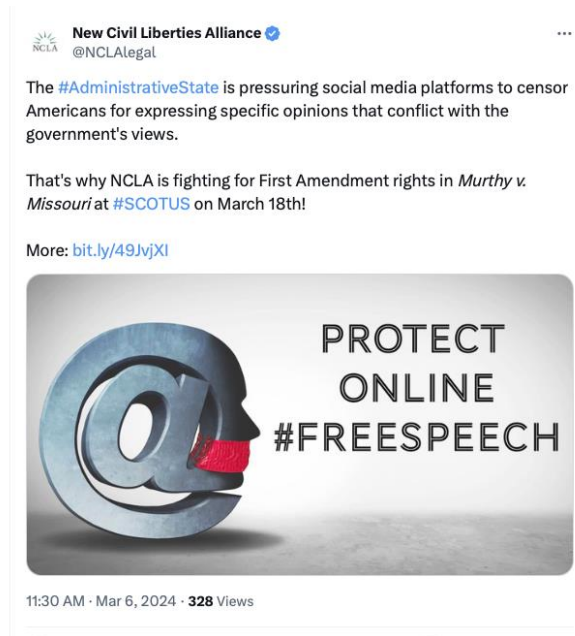 New Civil Liberties Alliance
NCLA
@NCLAlegal
The #AdministrativeState is pressuring social media platforms to censor
Americans for expressing specific opinions that conflict with the
government's views.
That's why NCLA is fighting for First Amendment rights in Murthy v.
Missouri at #SCOTUS on March 18th!
More: bit.ly/49JvjXI
@
PROTECT
ONLINE
#FREESPEECH
11:30 AM · Mar 6, 2024 · 328 Views